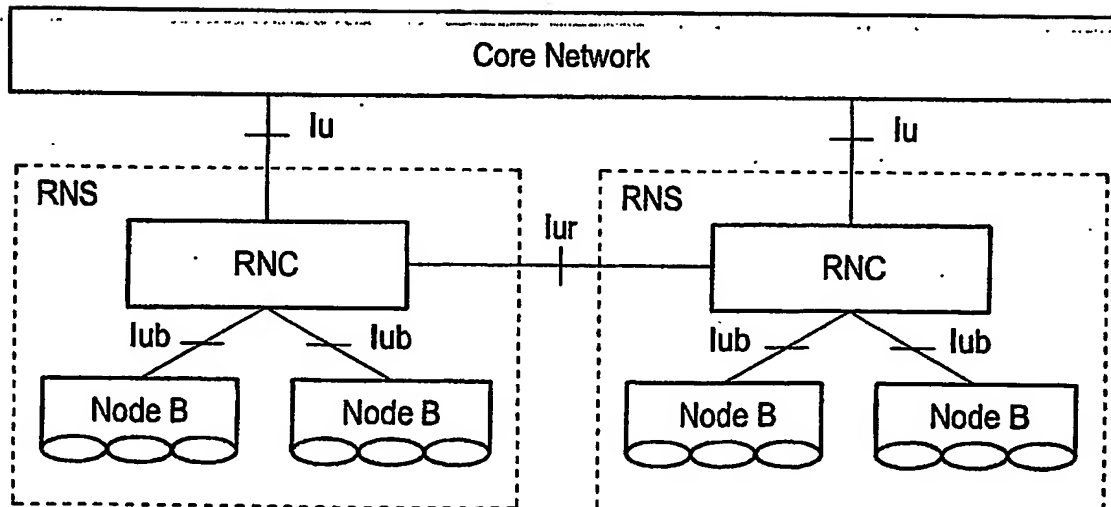 Core Network
Iu
Iu
RNS
RNS
Iur
RNC
RNC
Iub
Iub
Iub
Iub
Node B
Node B
Node B
Node B